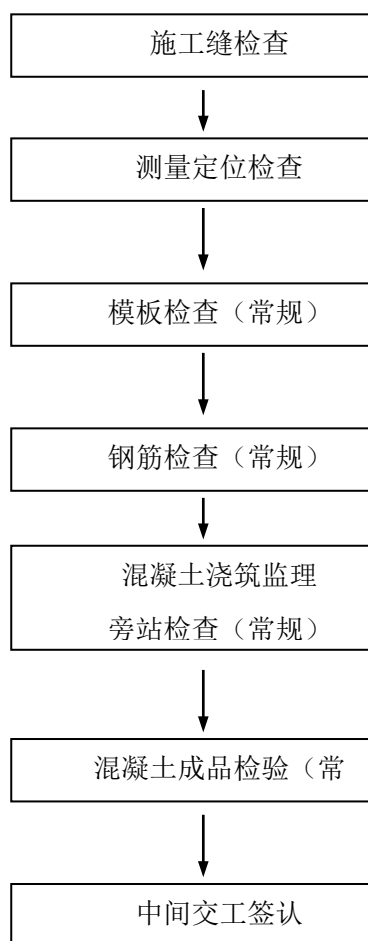 施工缝检查
测量定位检查
模板检查（常规）
钢筋检查（常规）
混凝土浇筑监理
旁站检查（常规）
混凝土成品检验（常
中间交工签认